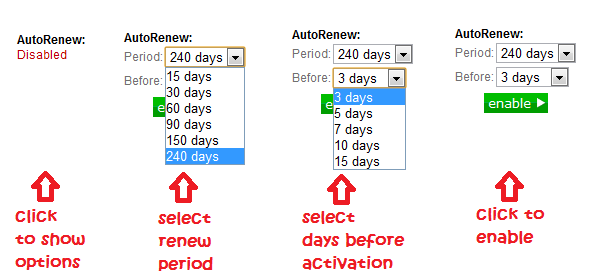 AutoRenew:
Disabled
click
to show
options
AutoRenew:
Period: 240 days
Before:
15 days
30 days
60 days
90 days
150 days
240 days
e
select
renew
period
AutoRenew:
Period: 240 days
Before: 3 days
3 days
5 days
7 days
10 days
15 days
e
select
days before
activation
AutoRenew:
Period: 240 days
Before: 3 days
enable
click to
enable